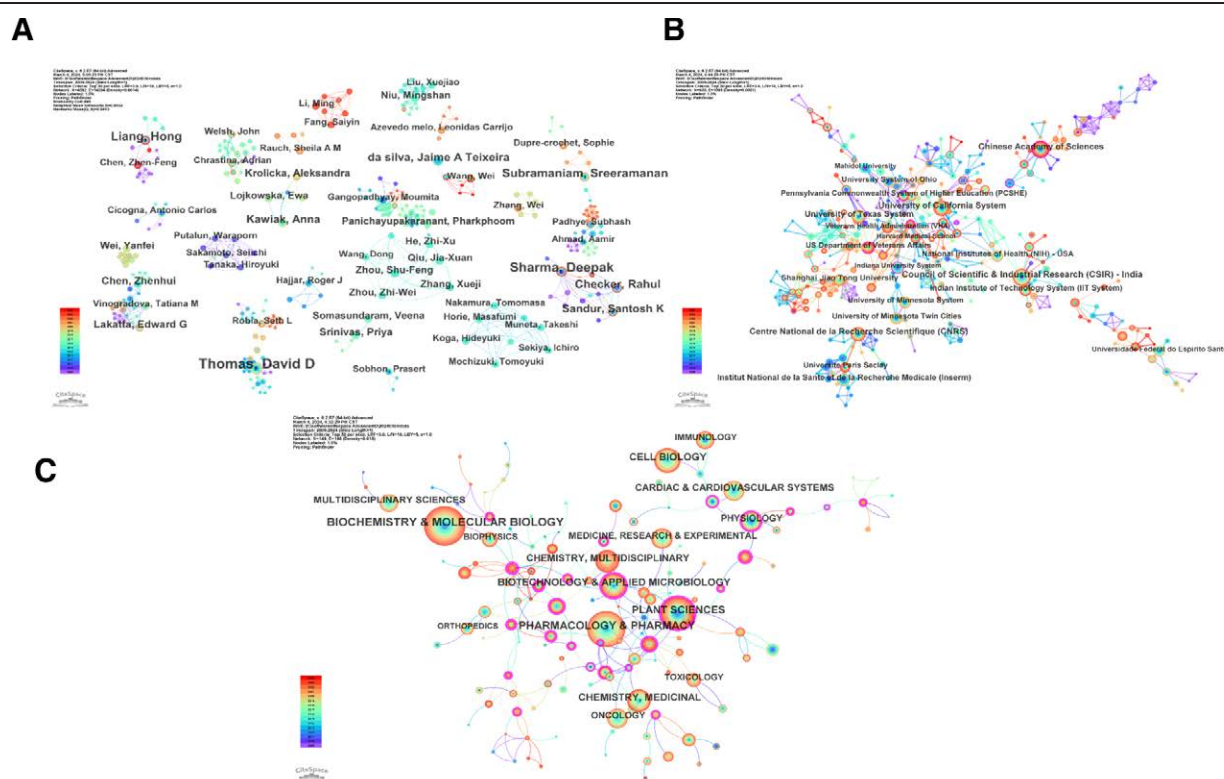 A
Liu, Xuejiao
Niu, Mingshan
Li, Ming
Fang, Saiyin
Azevedo melo, Leonidas Carrijo
Liang, Hong
Welsh, John
Rauch, Sheila A M
Dupre-crochet, Sophie
Chen, Zhen-Feng
Chrastina, Adrian
da silva, Jaime A Teixeira
Krolicka, Aleksandra
Wang, Wei
Subramaniam, Sreeramanan
Lojkowska, Ewa
Gangopadhyay, Moumita
Zhang, Wei
Cicogna, Antonio Carlos
Kawiak, Anna
Panichayupakaranant, Pharkphoom
Padhye, Subhash
Putalun, Waraporn
Wei, Yanfei
Sakamoto, Seiichi
He, Zhi-Xu
Ahmad, Aamir
Tanaka, Hiroyuki
Wang, Dong
Qiu, Jia-Xuan
Chen, Zhenhui
Hajjar, Roger J
Zhou, Shu-Feng
Sharma, Deepak
Zhou, Zhi-Wei
Zhang, Xueji
Checker, Rahul
Vinogradova, Tatiana M
Nakamura, Tomomasa
Lakatta, Edward G
Robia, Seth L
Somasundaram, Veena
Horie, Masafumi
Sandur, Santosh K
Srinivas, Priya
Muneta, Takeshi
Koga, Hideyuki
Sekiya, Ichiro
Thomas, David D
Sobhon, Prasert
Mochizuki, Tomoyuki
CiteSpace
B
Chinese Academy of Sciences
Mahidol University
University System of Ohio
Pennsylvania Commonwealth System of Higher Education (PCSHE)
University of California System
University of Texas System
Veterans Health Administration (VHA)
Harvard Medical School
US Department of Veterans Affairs
National Institutes of Health (NIH) - USA
Indiana University System
Shanghai Jiao Tong University
Council of Scientific & Industrial Research (CSIR) - India
Indian Institute of Technology System (IIT System)
University of Minnesota System
University of Minnesota Twin Cities
Centre National de la Recherche Scientifique (CNRS)
Universidade Federal do Espirito Santo
Universite Paris Saclay
Institut National de la Sante et de la Recherche Medicale (Inserm)
CiteSpace
C
IMMUNOLOGY
CELL BIOLOGY
CARDIAC & CARDIOVASCULAR SYSTEMS
MULTIDISCIPLINARY SCIENCES
BIOCHEMISTRY & MOLECULAR BIOLOGY
PHYSIOLOGY
BIOPHYSICS
MEDICINE, RESEARCH & EXPERIMENTAL
CHEMISTRY, MULTIDISCIPLINARY
BIOTECHNOLOGY & APPLIED MICROBIOLOGY
PLANT SCIENCES
ORTHOPEDICS
PHARMACOLOGY & PHARMACY
TOXICOLOGY
CHEMISTRY, MEDICINAL
ONCOLOGY
CiteSpace